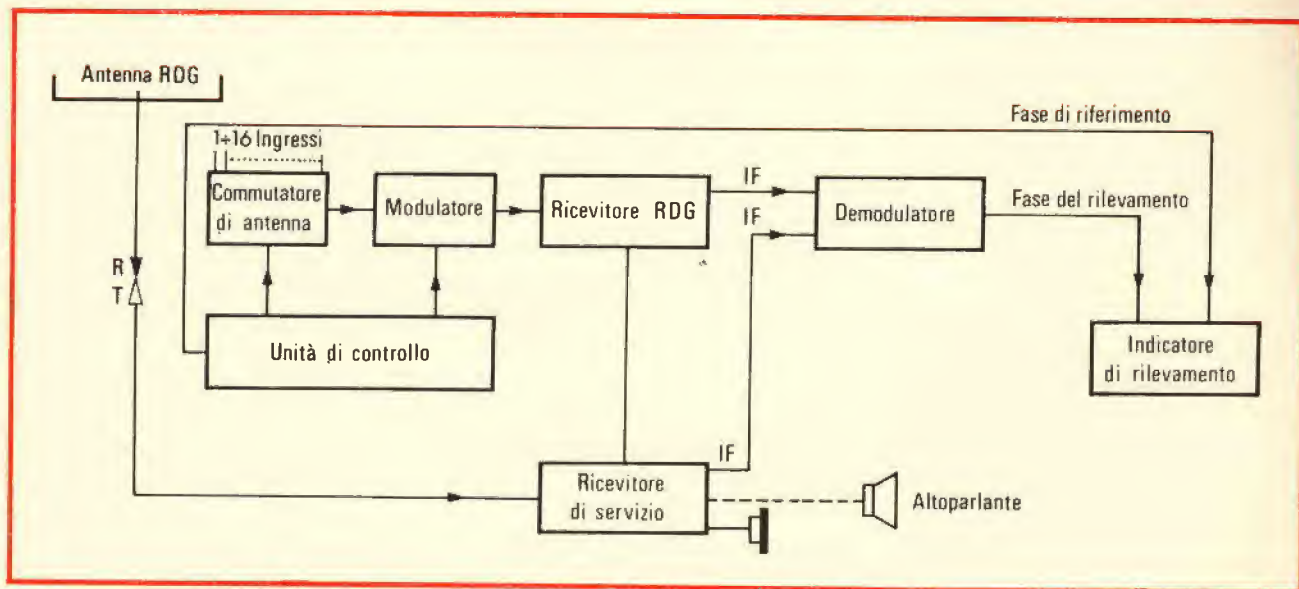 Antenna RDG
Fase di riferimento
1÷16 Ingressi
Commutatore
di antenna
Modulatore
Ricevitore RDG
IF
IF
Demodulatore
Fase del rilevamento
R
T
Unità di controllo
Indicatore
di rilevamento
IF
Ricevitore
di servizio
Altoparlante